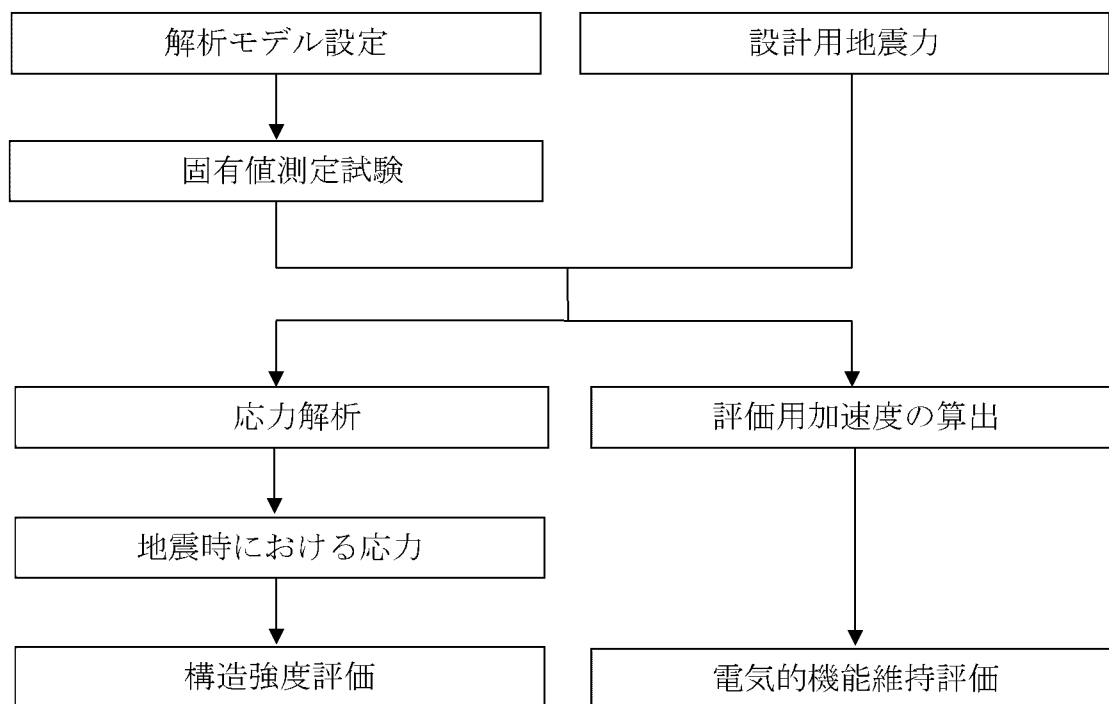 解析モデル設定
設計用地震力
固有値測定試験
応力解析
評価用加速度の算出
地震時における応力
構造強度評価
電気的機能維持評価